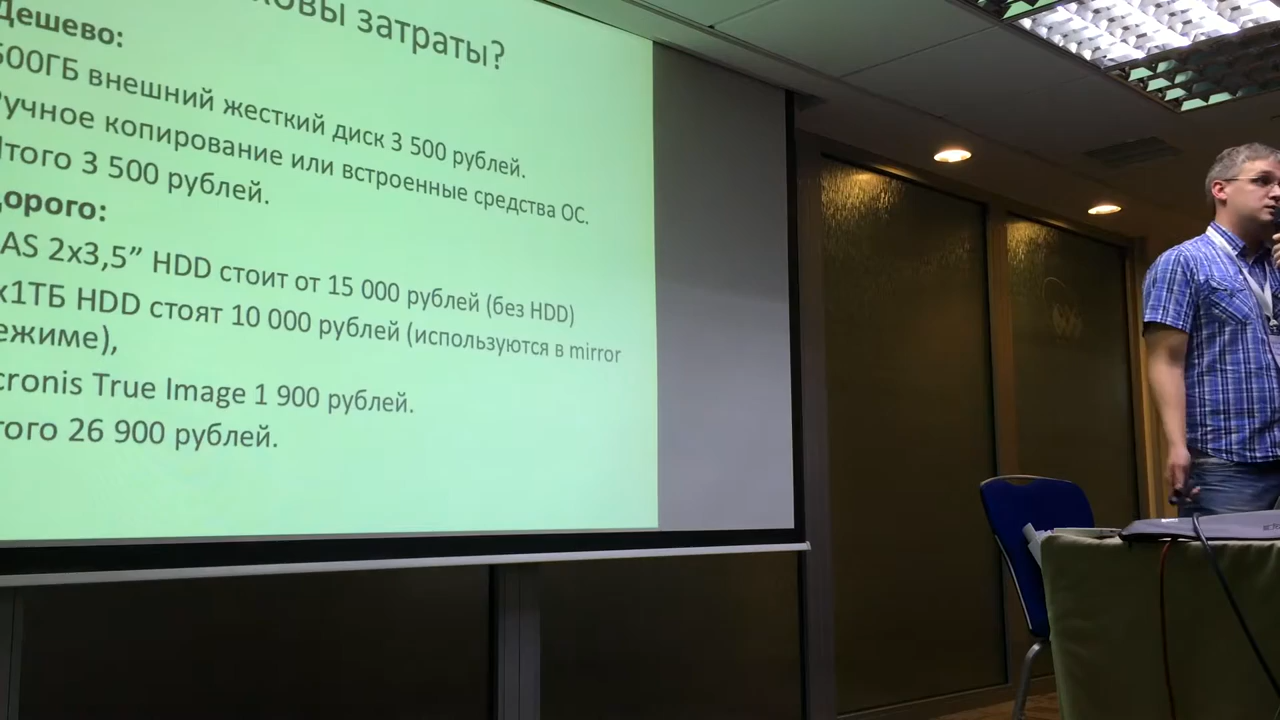 ковы затраты?
Дешево:
500ГБ внешний жесткий диск 3 500 рублей.
Ручное копирование или встроенные средства ОС.
Итого 3 500 рублей.
Дорого:
AS 2x3,5” HDD стоит от 15 000 рублей (без HDD)
x1ТБ HDD стоят 10 000 рублей (используются в mirror
ежиме),
cronis True Image 1 900 рублей.
того 26 900 рублей.